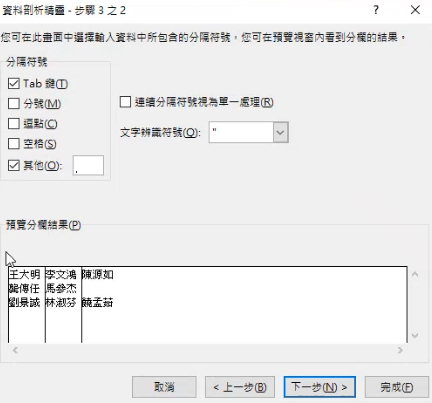 資料剖析精靈 - 步驟 3 之 2
您可在此畫面中選擇輸入資料中所包含的分隔符號，您可在預覽視窗內看到分欄的結果。
分隔符號
Tab 鍵(T)
分號(M)
逗點(C)
空格(S)
其他(O): .
連續分隔符號視為單一處理(R)
文字辨識符號(Q): "
預覽分欄結果(P)
王大明 李文鴻 陳源如
龔傳任 馬參杰
劉景誠 林淑芬 饒孟茹
取消 < 上一步(B) 下一步(N) > 完成(F)